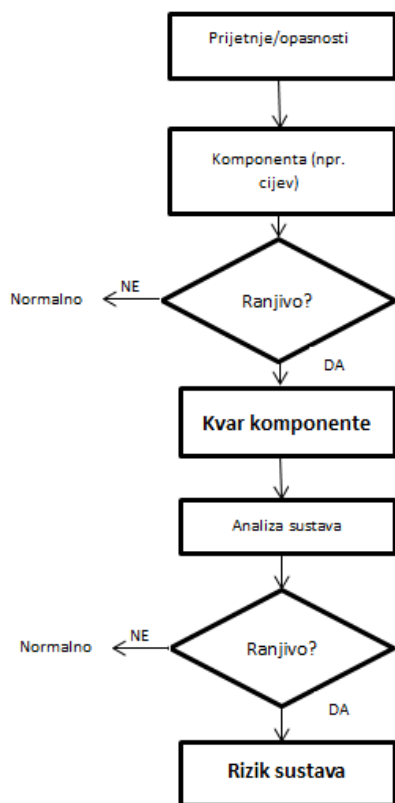 Prijetnje/opasnosti
Komponenta (npr.
cijev)
NE
Normalno
Ranjivo?
DA
Kvar komponente
Analiza sustava
NE
Normalno
Ranjivo?
DA
Rizik sustava